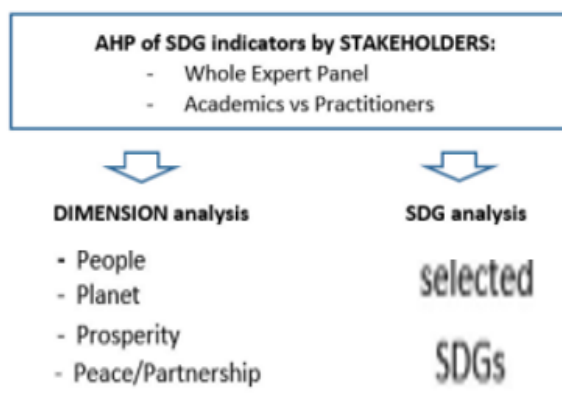 AHP of SDG indicators by STAKEHOLDERS:
- Whole Expert Panel
- Academics vs Practitioners
DIMENSION analysis
- People
- Planet
- Prosperity
- Peace/Partnership
SDG analysis
selected
SDGs